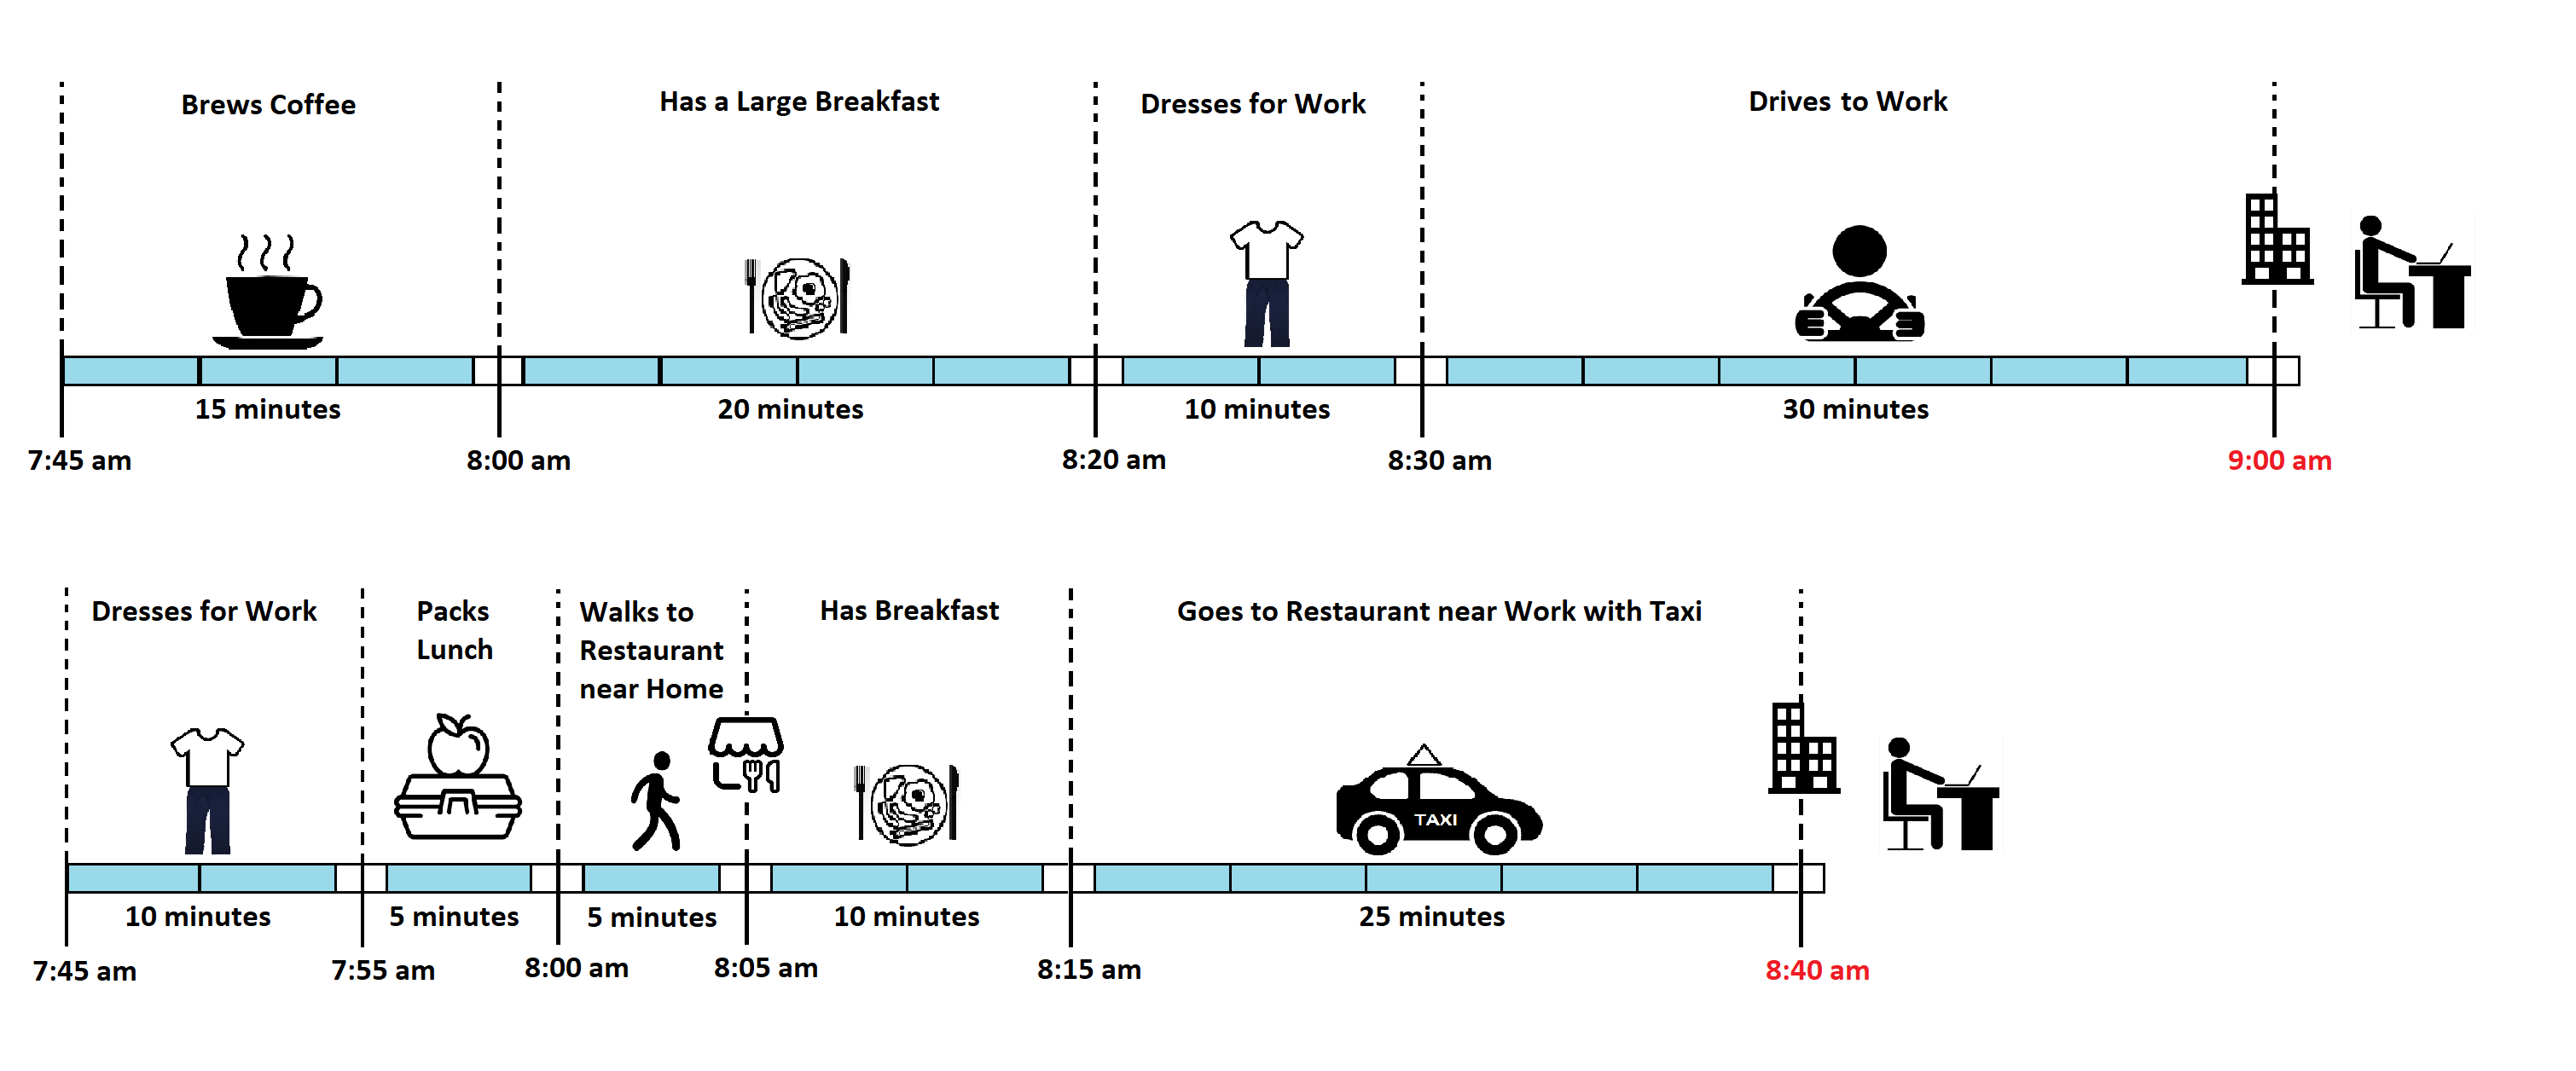 Brews Coffee
Has a Large Breakfast
Dresses for Work
Drives to Work
15 minutes
20 minutes
10 minutes
30 minutes
7:45 am
8:00 am
8:20 am
8:30 am
9:00 am
Dresses for Work
Packs
Lunch
Walks to
Restaurant
near Home
Has Breakfast
Goes to Restaurant near Work with Taxi
TAXI
10 minutes
5 minutes
5 minutes
10 minutes
25 minutes
7:45 am
7:55 am
8:00 am
8:05 am
8:15 am
8:40 am